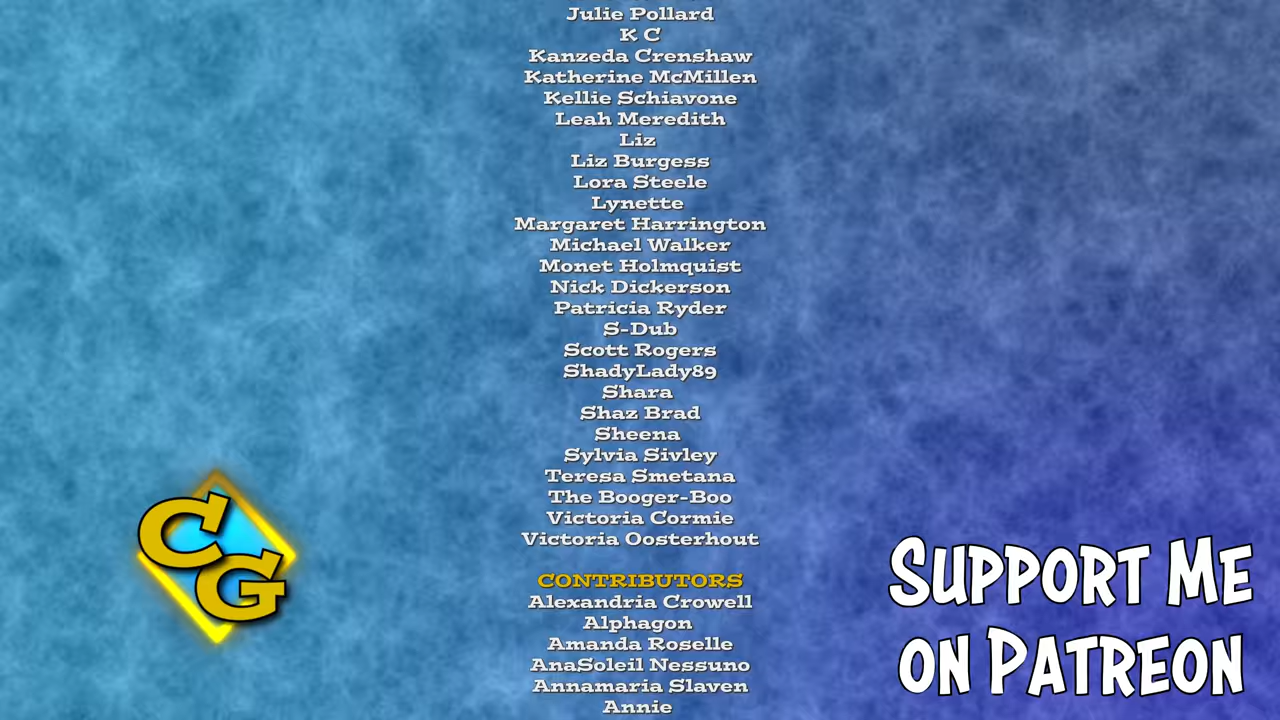 Julie Pollard
K C
Kanzeda Crenshaw
Katherine McMillen
Kellie Schiavone
Leah Meredith
Liz
Liz Burgess
Lora Steele
Lynette
Margaret Harrington
Michael Walker
Monet Holmquist
Nick Dickerson
Patricia Ryder
S-Dub
Scott Rogers
ShadyLady89
Shara
Shaz Brad
Sheena
Sylvia Sivley
Teresa Smetana
The Booger-Boo
Victoria Cormie
Victoria Oosterhout
CONTRIBUTORS
Alexandria Crowell
Alphagon
Amanda Roselle
AnaSoleil Nessuno
Annamaria Slaven
Annie
CG
Support Me
on Patreon